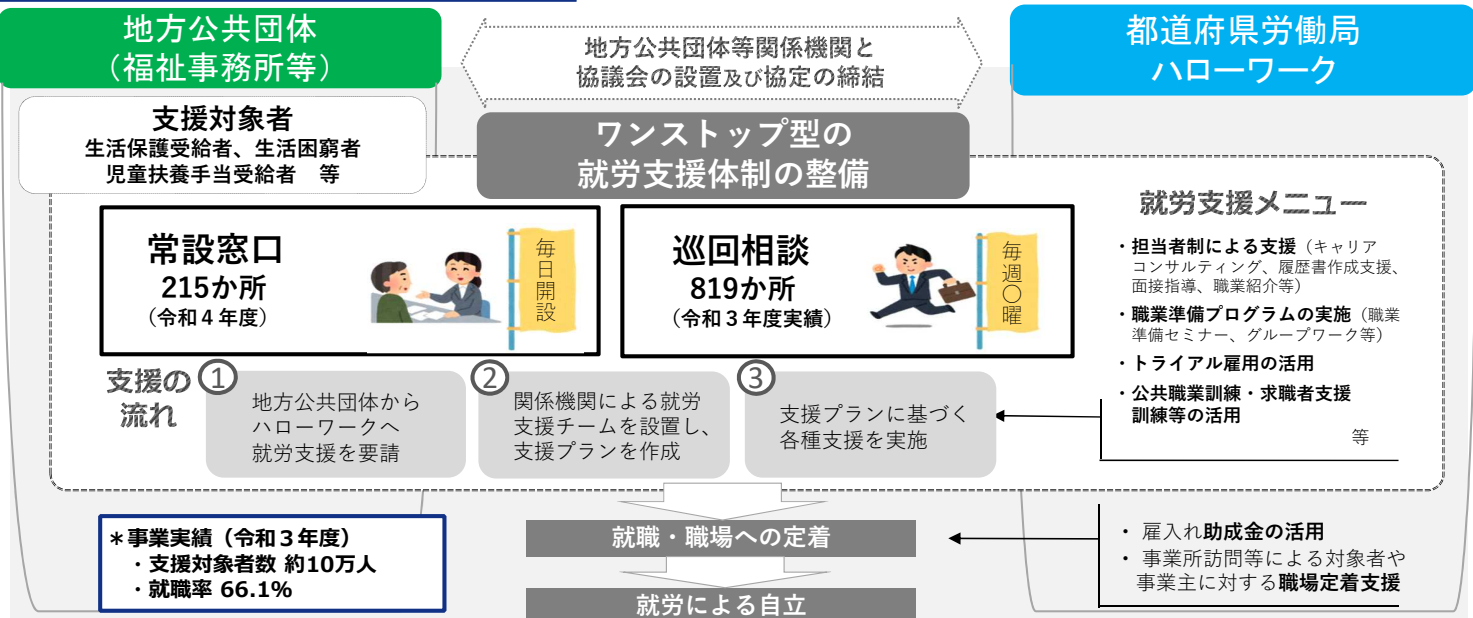 地方公共団体
（福祉事務所等）
地方公共団体等関係機関と
協議会の設置及び協定の締結
都道府県労働局
ハローワーク
支援対象者
生活保護受給者、生活困窮者
児童扶養手当受給者　等
ワンストップ型の
就労支援体制の整備
常設窓口
215か所
（令和４年度）
毎日開設
巡回相談
819か所
（令和３年度実績）
毎週〇曜
就労支援メニュー
・担当者制による支援（キャリア
コンサルティング、履歴書作成支援、
面接指導、職業紹介等）
・職業準備プログラムの実施（職業
準備セミナー、グループワーク等）
・トライアル雇用の活用
・公共職業訓練・求職者支援
訓練等の活用
等
支援の
流れ
①
地方公共団体から
ハローワークへ
就労支援を要請
②
関係機関による就労
支援チームを設置し、
支援プランを作成
③
支援プランに基づく
各種支援を実施
＊事業実績（令和３年度）
・支援対象者数 約10万人
・就職率 66.1%
就職・職場への定着
就労による自立
・ 雇入れ助成金の活用
・ 事業所訪問等による対象者や
事業主に対する職場定着支援